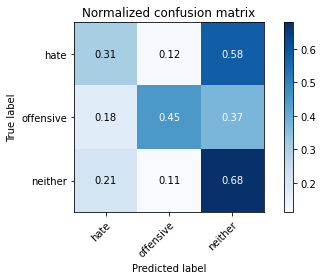 Normalized confusion matrix
True label
hate 0.31 0.12 0.58
offensive 0.18 0.45 0.37
neither 0.21 0.11 0.68
hate offensive neither
Predicted label
0.6
0.5
0.4
0.3
0.2